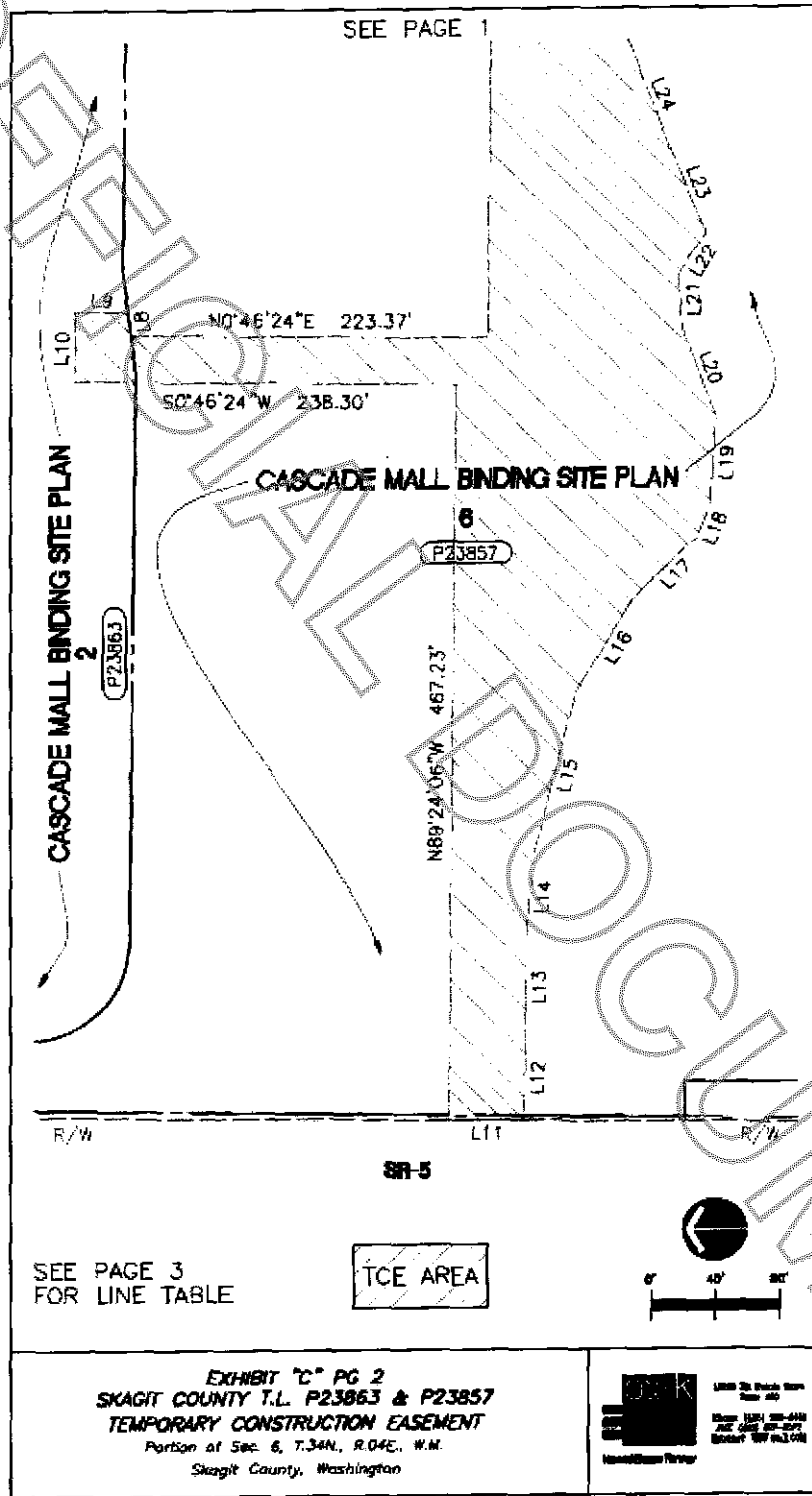 SEE PAGE 1
L24
L23
L22
L21
L20
L19
L18
L17
L16
L15
L14
L13
L12
L11
L9
L8
L10
N0°46'24"E 223.37'
S0°46'24"W 238.30'
CASCADE MALL BINDING SITE PLAN
6
P23857
CASCADE MALL BINDING SITE PLAN
2
P23863
N89°24'06"W 467.23'
R/W
R/W
SR-5
SEE PAGE 3
FOR LINE TABLE
TCE AREA
0' 40' 80'
EXHIBIT "C" PG 2
SKAGIT COUNTY T.L. P23863 & P23857
TEMPORARY CONSTRUCTION EASEMENT
Portion of Sec. 6, T.34N., R.04E., W.M.
Skagit County, Washington